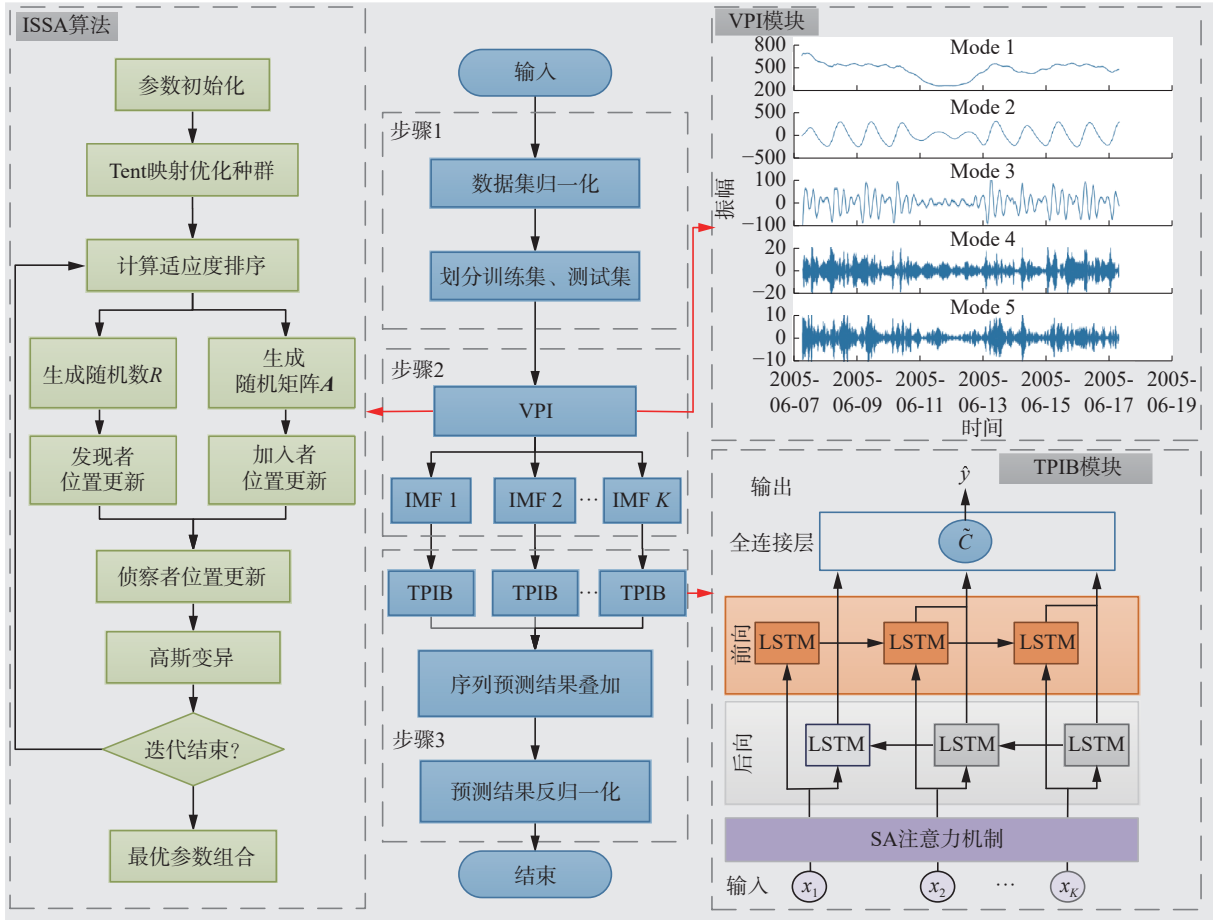 ISSA算法
参数初始化
Tent映射优化种群
计算适应度排序
生成随机数R
生成
随机矩阵A
发现者
位置更新
加入者
位置更新
侦察者位置更新
高斯变异
迭代结束?
最优参数组合
输入
步骤1
数据集归一化
划分训练集、测试集
步骤2
VPI
IMF 1
IMF 2
···
IMF K
TPIB
TPIB
···
TPIB
序列预测结果叠加
步骤3
预测结果反归一化
结束
VPI模块
振幅
Mode 1
800
500
200
Mode 2
500
0
−500
Mode 3
100
0
−100
Mode 4
20
0
−20
Mode 5
10
0
−10
2005- 2005- 2005- 2005- 2005- 2005- 2005-
06-07 06-09 06-11 06-13 06-15 06-17 06-19
时间
TPIB模块
输出
ŷ
全连接层
C̃
前向
LSTM
LSTM
LSTM
后向
LSTM
LSTM
LSTM
SA注意力机制
输入
x₁
x₂
···
x_K